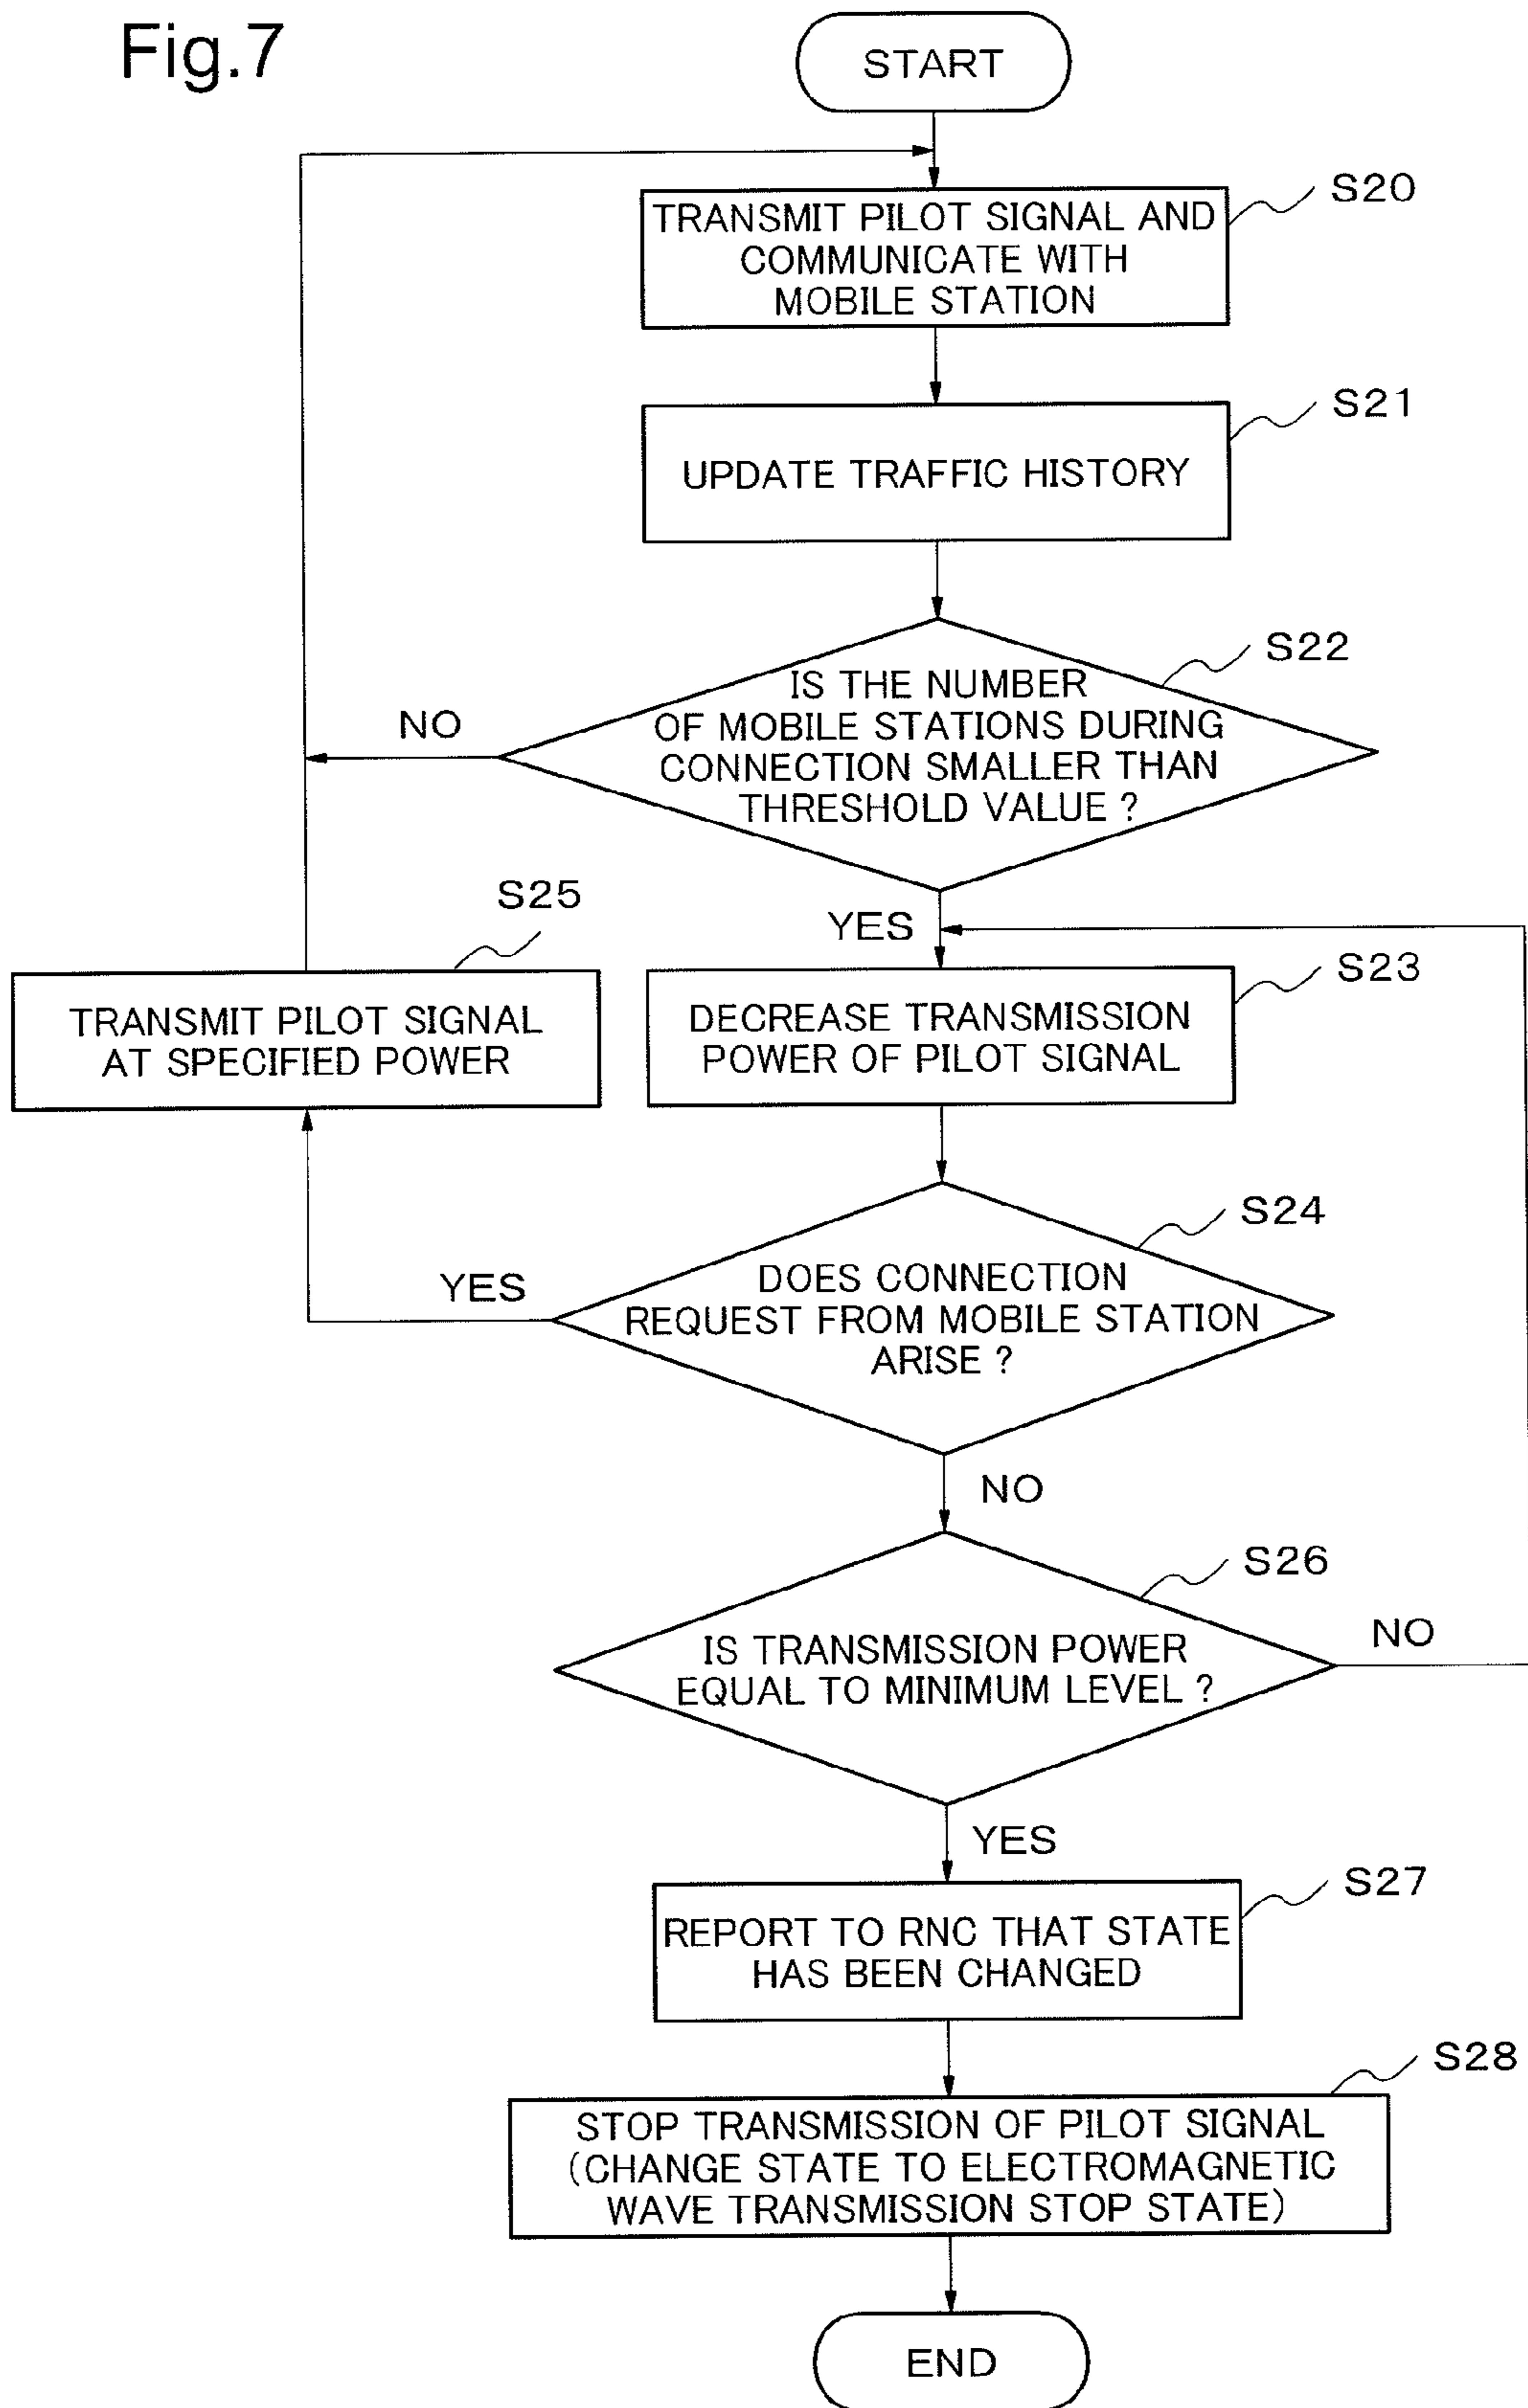 Fig.7
START
S20
TRANSMIT PILOT SIGNAL AND
COMMUNICATE WITH
MOBILE STATION
S21
UPDATE TRAFFIC HISTORY
S22
IS THE NUMBER
OF MOBILE STATIONS DURING
CONNECTION SMALLER THAN
THRESHOLD VALUE ?
NO
YES
S25
TRANSMIT PILOT SIGNAL
AT SPECIFIED POWER
S23
DECREASE TRANSMISSION
POWER OF PILOT SIGNAL
S24
DOES CONNECTION
REQUEST FROM MOBILE STATION
ARISE ?
YES
NO
S26
IS TRANSMISSION POWER
EQUAL TO MINIMUM LEVEL ?
NO
YES
S27
REPORT TO RNC THAT STATE
HAS BEEN CHANGED
S28
STOP TRANSMISSION OF PILOT SIGNAL
(CHANGE STATE TO ELECTROMAGNETIC
WAVE TRANSMISSION STOP STATE)
END